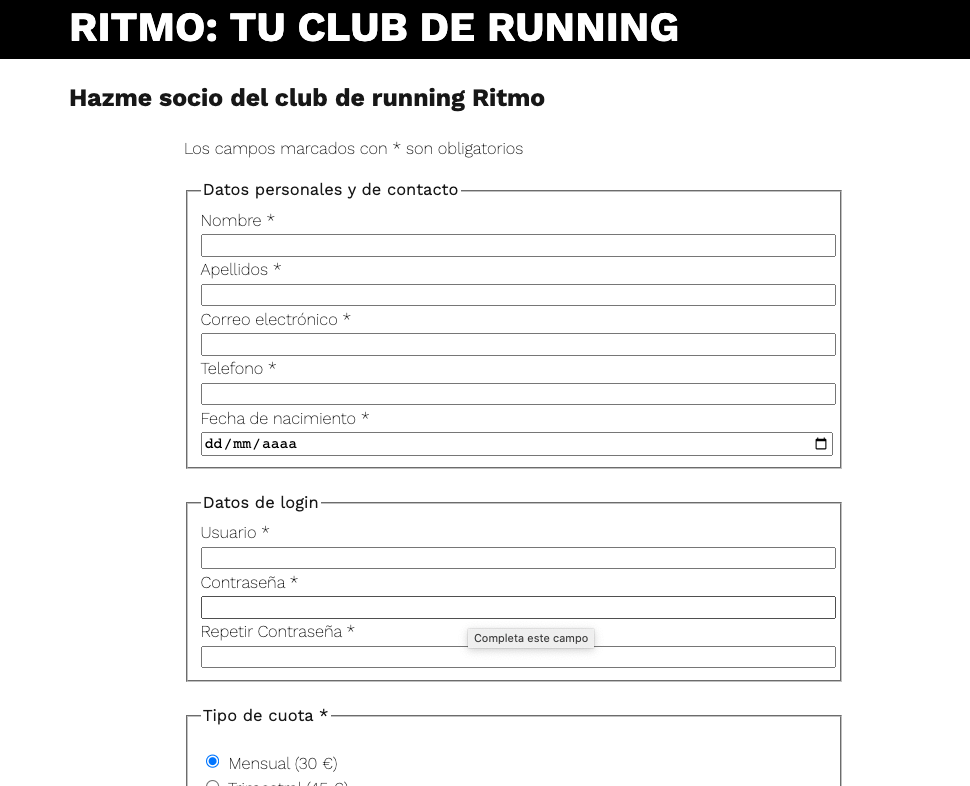 RITMO: TU CLUB DE RUNNING
Hazme socio del club de running Ritmo
Los campos marcados con * son obligatorios
Datos personales y de contacto
Nombre *
Apellidos *
Correo electrónico *
Telefono *
Fecha de nacimiento *
dd/mm/aaaa
Datos de login
Usuario *
Contraseña *
Repetir Contraseña *
Completa este campo
Tipo de cuota *
Mensual (30 €)
Trimestral (45 €)